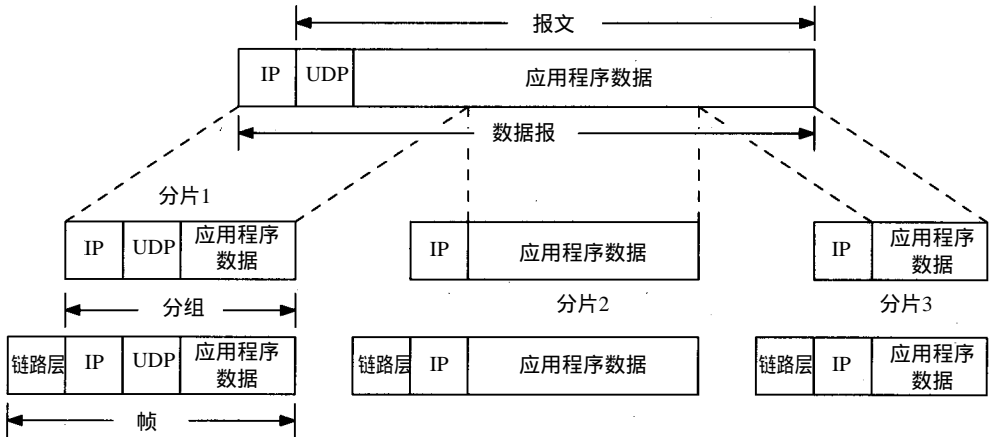 报文
IP UDP 应用程序数据
数据报
分片1
IP UDP 应用程序
数据
IP 应用程序数据
IP 应用程序
数据
分组
分片2
分片3
链路层 IP UDP 应用程序
数据
链路层 IP 应用程序数据
链路层 IP 应用程序
数据
帧